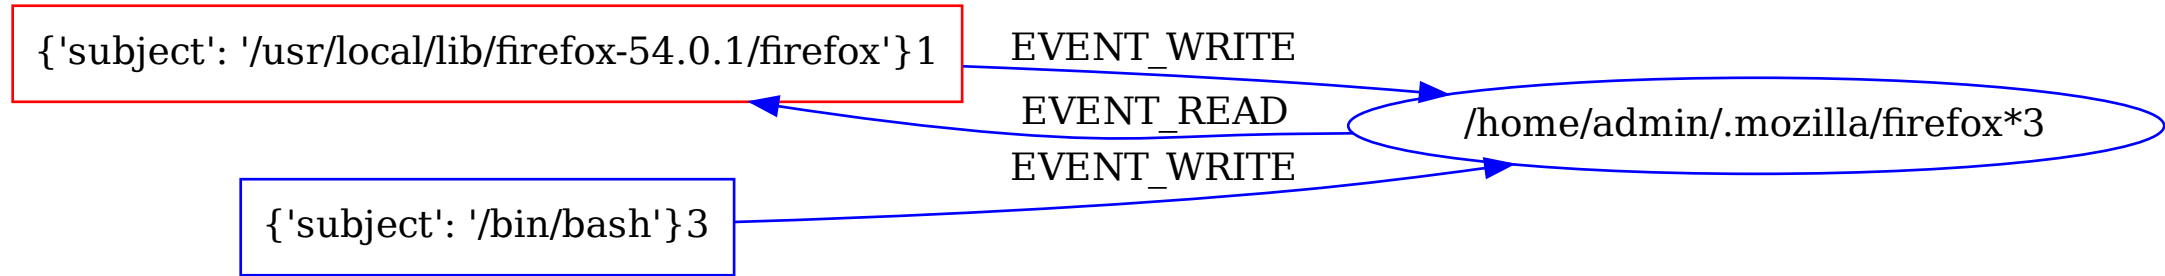 {'subject': '/usr/local/lib/firefox-54.0.1/firefox'}1
EVENT_WRITE
EVENT_READ
/home/admin/.mozilla/firefox*3
EVENT_WRITE
{'subject': '/bin/bash'}3